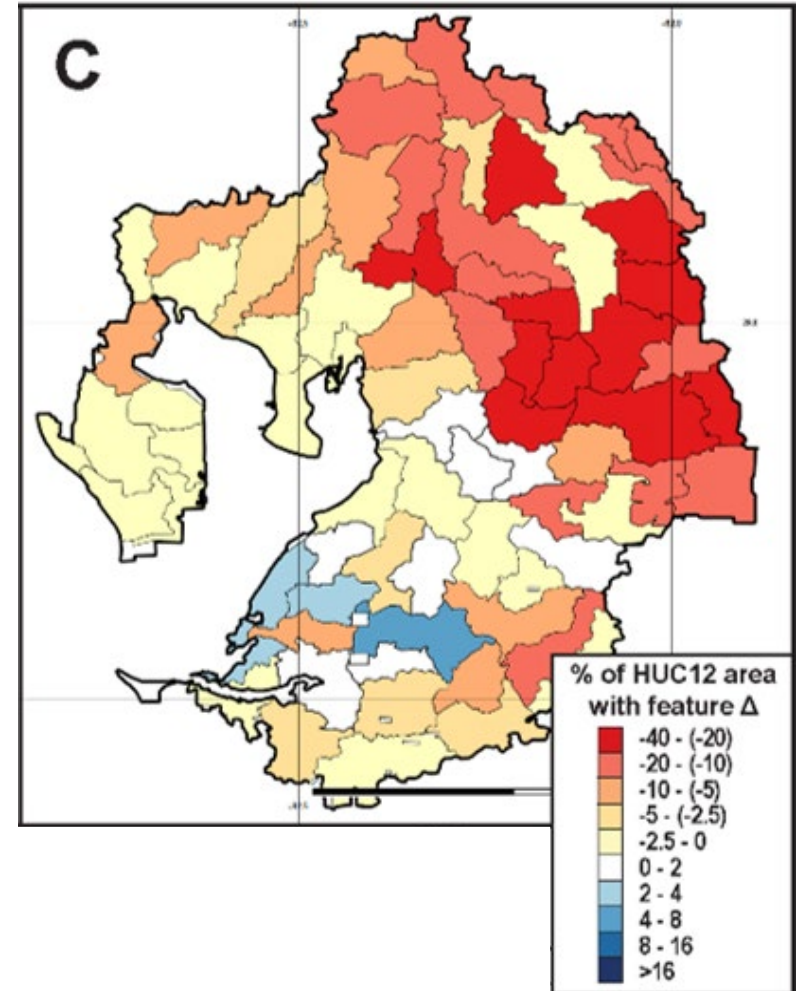 C
% of HUC12 area
with feature Δ
-40 - (-20)
-20 - (-10)
-10 - (-5)
-5 - (-2.5)
-2.5 - 0
0 - 2
2 - 4
4 - 8
8 - 16
>16